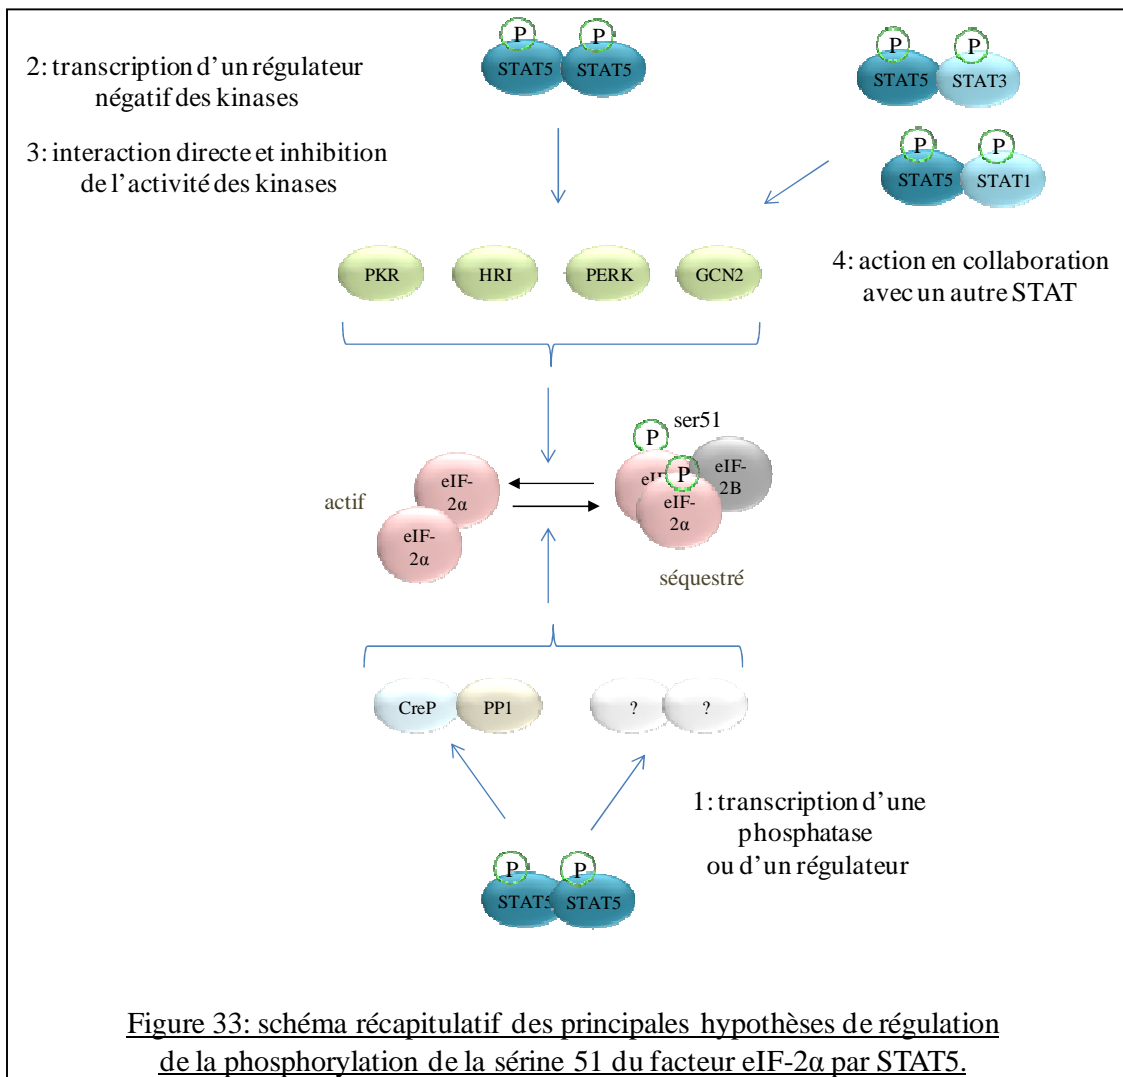 P P
STAT5 STAT5
2: transcription d'un régulateur
négatif des kinases
3: interaction directe et inhibition
de l'activité des kinases
P P
STAT5 STAT3
P P
STAT5 STAT1
4: action en collaboration
avec un autre STAT
PKR HRI PERK GCN2
ser51
P
P
actif
eIF-
2α
eIF-
2α
eIF-
2B
eIF-
2α
séquestré
CreP PP1 ? ?
1: transcription d'une
phosphatase
ou d'un régulateur
P P
STAT5 STAT5
Figure 33: schéma récapitulatif des principales hypothèses de régulation
de la phosphorylation de la sérine 51 du facteur eIF-2α par STAT5.